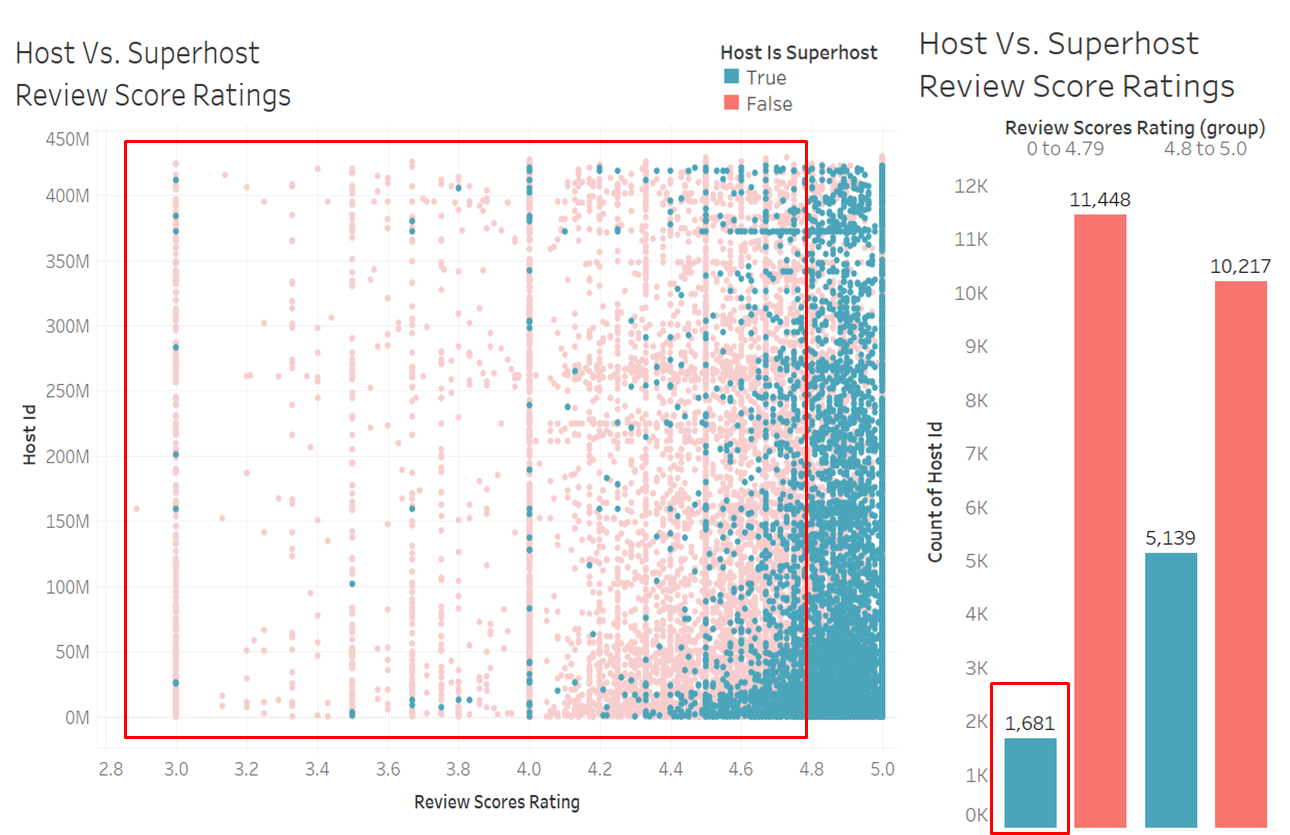 Host Vs. Superhost
Review Score Ratings
Host Is Superhost
True
False
450M
400M
350M
300M
250M
200M
150M
100M
50M
0M
Host Id
2.8 3.0 3.2 3.4 3.6 3.8 4.0 4.2 4.4 4.6 4.8 5.0
Review Scores Rating
Host Vs. Superhost
Review Score Ratings
Review Scores Rating (group)
0 to 4.79 4.8 to 5.0
12K
11K
10K
9K
8K
7K
6K
5K
4K
3K
2K
1K
0K
Count of Host Id
1,681
11,448
5,139
10,217